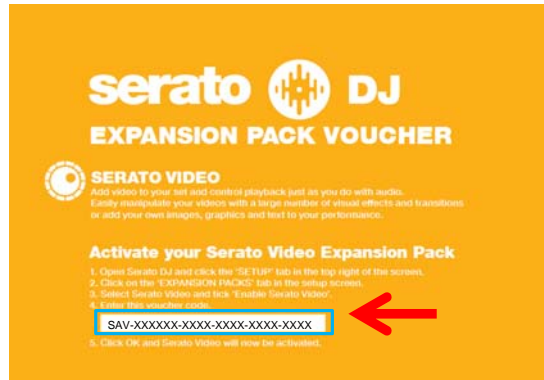 serato DJ
EXPANSION PACK VOUCHER
SERATO VIDEO
Add video to your set and control playback just as you do with audio.
Easily manipulate your videos with a large number of visual effects and transitions
or add your own images, graphics and text to your performance.
Activate your Serato Video Expansion Pack
1. Open Serato DJ and click the 'SETUP' tab in the top right of the screen.
2. Click on the 'EXPANSION PACKS' tab in the setup screen.
3. Select Serato Video and tick 'Enable Serato Video'.
4. Enter this voucher code.
SAV-XXXXXX-XXXX-XXXX-XXXX-XXXX
5. Click OK and Serato Video will now be activated.